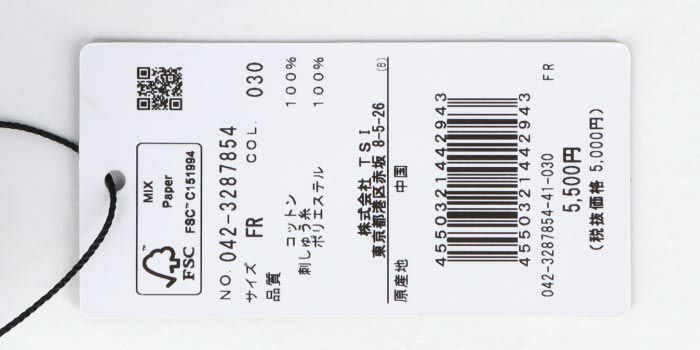 MIX
Paper
FSC™ C151994
FSC
NO. 042-3287854
サイズ FR COL. 030
品質
コットン 100%
刺しゅう糸
ポリエステル 100%
株式会社 TSI
東京都港区赤坂 8-5-26 (8)
原産地 中国
4550321442943
4550321442943
042-3287854-41-030 FR
5,500円
(税抜価格 5,000円)